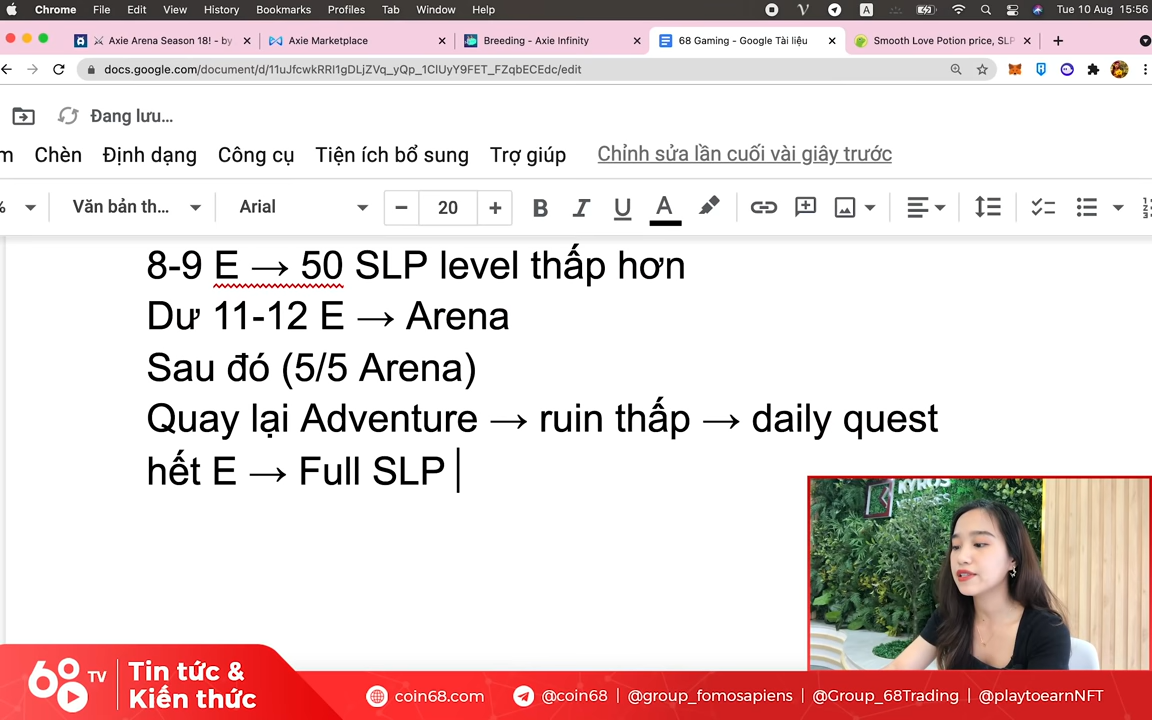 Chrome File Edit View History Bookmarks Profiles Tab Window Help Tue 10 Aug 15:56
Axie Arena Season 18! - by Axie Marketplace Breeding - Axie Infinity 68 Gaming - Google Tài liệu Smooth Love Potion price, SLP
docs.google.com/document/d/11uJfcwkRRI1gDLjZVq_yQp_1ClUyY9FET_FZqbECEdc/edit
Đang lưu...
m Chèn Định dạng Công cụ Tiện ích bổ sung Trợ giúp Chỉnh sửa lần cuối vài giây trước
% Văn bản th... Arial − 20 + B I U A
8-9 E → 50 SLP level thấp hơn
Dư 11-12 E → Arena
Sau đó (5/5 Arena)
Quay lại Adventure → ruin thấp → daily quest
hết E → Full SLP
KYROS
VENTURES
68 TV Tin tức &
Kiến thức
coin68.com @coin68 | @group_fomosapiens | @Group_68Trading | @playtoearnNFT